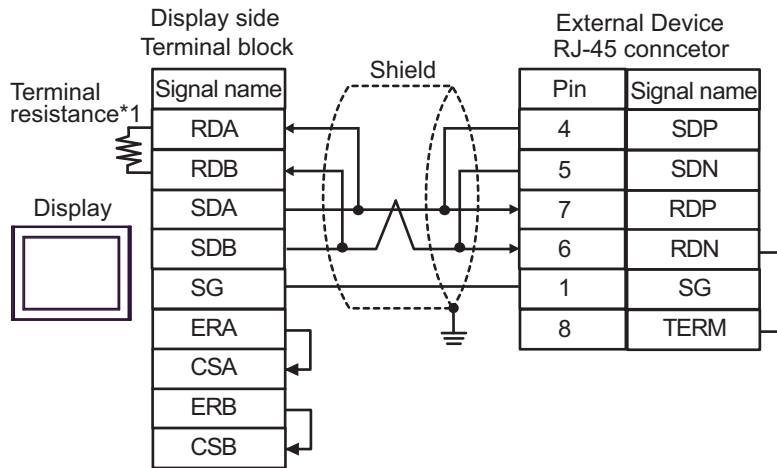 Display side
Terminal block
External Device
RJ-45 conncetor
Shield
Terminal
resistance*1
Display
Signal name
RDA
RDB
SDA
SDB
SG
ERA
CSA
ERB
CSB
Pin Signal name
4 SDP
5 SDN
7 RDP
6 RDN
1 SG
8 TERM